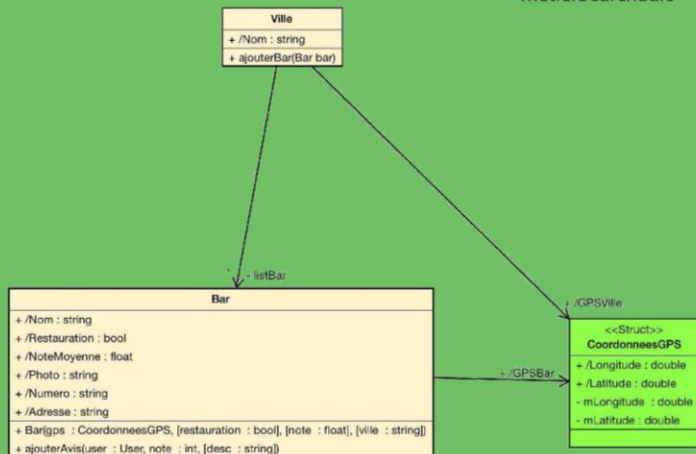 Ville
+ /Nom : string
+ ajouterBar(Bar bar)
*
- listBar
+ /GPSVille
Bar
+ /Nom : string
+ /Restauration : bool
+ /NoteMoyenne : float
+ /Photo : string
+ /Numero : string
+ /Adresse : string
+ Bar(gps : CoordonneesGPS, [restauration : bool], [note : float], [ville : string])
+ ajouterAvis(user : User, note : int, [desc : string])
+ /GPSBar
<<Struct>>
CoordonneesGPS
+ /Longitude : double
+ /Latitude : double
- mLongitude : double
- mLatitude : double